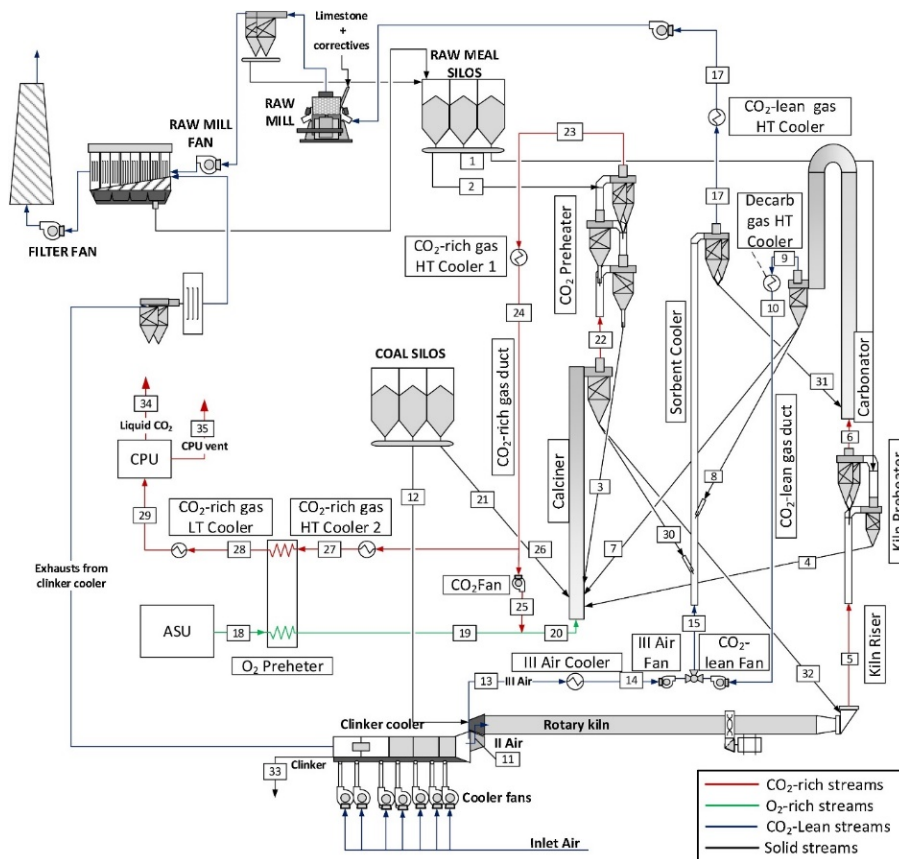 Limestone
+
correctives
RAW MEAL
SILOS
RAW
MILL
RAW MILL
FAN
FILTER FAN
17
CO₂-lean gas
HT Cooler
17
23
1
2
CO₂-rich gas
HT Cooler 1
CO₂ Preheater
Decarb
gas HT
Cooler
9
10
24
22
COAL SILOS
CO₂-rich gas duct
Sorbent Cooler
31
Carbonator
CO₂-lean gas duct
6
34
35
Liquid CO₂
CPU vent
CPU
12
21
Calciner
3
8
Kiln Preheater
29
CO₂-rich gas
LT Cooler
CO₂-rich gas
HT Cooler 2
28
27
26
7
30
4
Exhausts from
clinker cooler
CO₂Fan
25
ASU
18
19
20
O₂ Preheter
15
III Air
Fan
CO₂-
lean Fan
III Air Cooler
13
III Air
14
32
5
Kiln Riser
Clinker cooler
Rotary kiln
II Air
11
Clinker
33
Cooler fans
Inlet Air
CO₂-rich streams
O₂-rich streams
CO₂-Lean streams
Solid streams